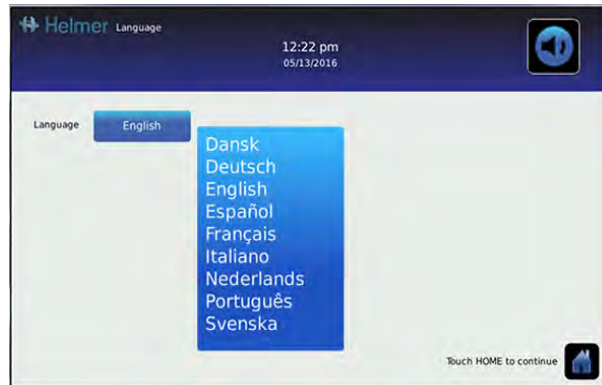 Helmer Language
12:22 pm
05/13/2016
Language English
Dansk
Deutsch
English
Español
Français
Italiano
Nederlands
Português
Svenska
Touch HOME to continue